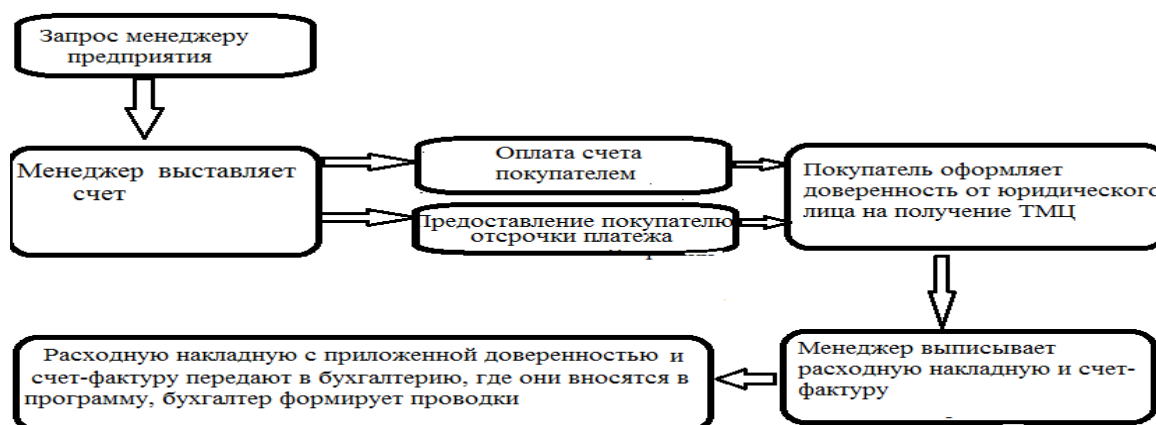 Запрос менеджеру
предприятия
Менеджер выставляет
счет
Оплата счета
покупателем
Предоставление покупателю
отсрочки платежа
Покупатель оформляет
доверенность от юридического
лица на получение ТМЦ
Менеджер выписывает
расходную накладную и счет-
фактуру
Расходную накладную с приложенной доверенностью и
счет-фактуру передают в бухгалтерию, где они вносятся в
программу, бухгалтер формирует проводки